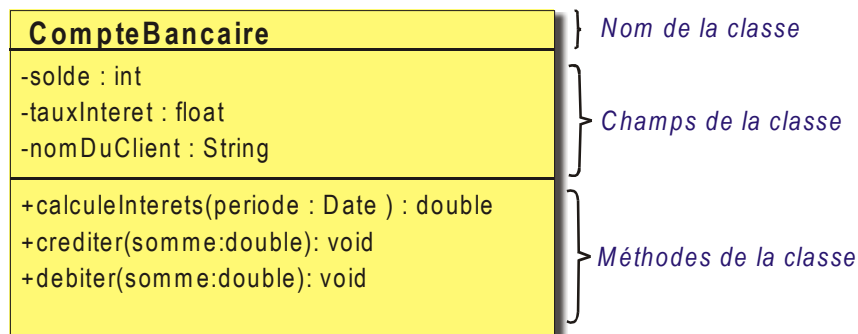 CompteBancaire
Nom de la classe
-solde : int
-tauxInteret : float
-nomDuClient : String
Champs de la classe
+calculeInterets(periode : Date ) : double
+crediter(somme:double): void
+debiter(somme:double): void
Méthodes de la classe